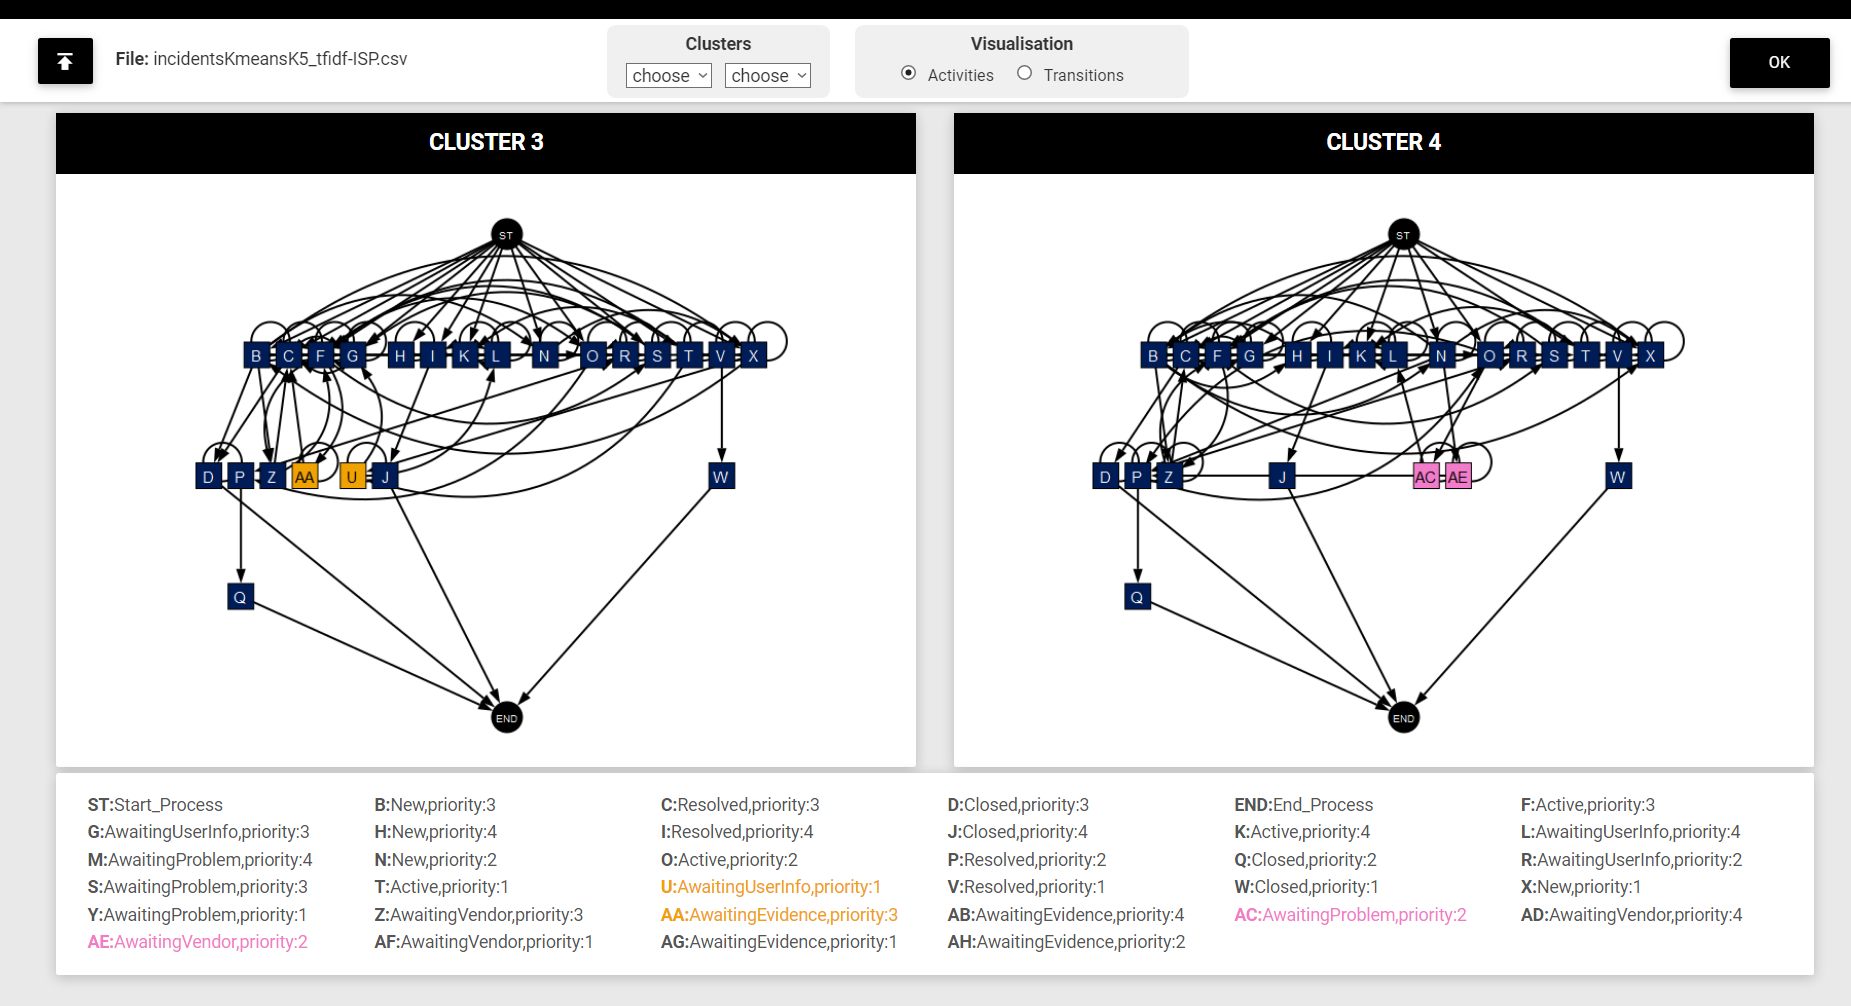 File: incidentsKmeansK5_tfidf-ISP.csv
Clusters
choose choose
Visualisation
Activities Transitions
OK
CLUSTER 3
ST
B C F G H I K L N O R S T V X
D P Z AA U J W
Q
END
CLUSTER 4
ST
B C F G H I K L N O R S T V X
D P Z J AC AE W
Q
END
ST:Start_Process B:New,priority:3 C:Resolved,priority:3 D:Closed,priority:3 END:End_Process F:Active,priority:3
G:AwaitingUserInfo,priority:3 H:New,priority:4 I:Resolved,priority:4 J:Closed,priority:4 K:Active,priority:4 L:AwaitingUserInfo,priority:4
M:AwaitingProblem,priority:4 N:New,priority:2 O:Active,priority:2 P:Resolved,priority:2 Q:Closed,priority:2 R:AwaitingUserInfo,priority:2
S:AwaitingProblem,priority:3 T:Active,priority:1 U:AwaitingUserInfo,priority:1 V:Resolved,priority:1 W:Closed,priority:1 X:New,priority:1
Y:AwaitingProblem,priority:1 Z:AwaitingVendor,priority:3 AA:AwaitingEvidence,priority:3 AB:AwaitingEvidence,priority:4 AC:AwaitingProblem,priority:2 AD:AwaitingVendor,priority:4
AE:AwaitingVendor,priority:2 AF:AwaitingVendor,priority:1 AG:AwaitingEvidence,priority:1 AH:AwaitingEvidence,priority:2